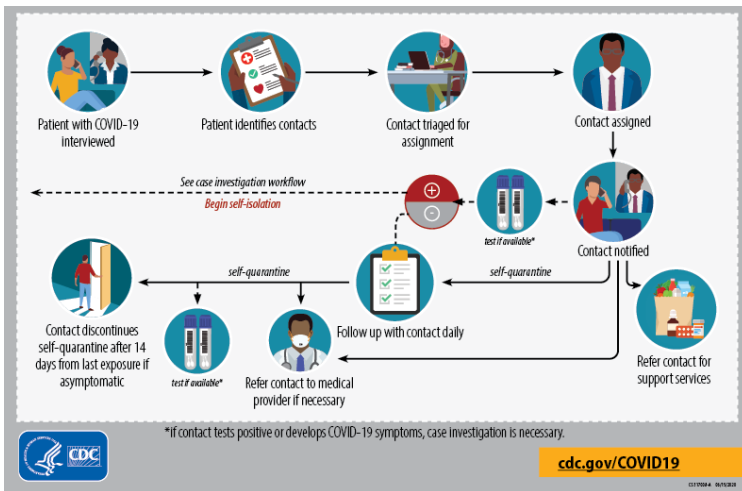 Patient with COVID-19
interviewed
Patient identifies contacts
Contact triaged for
assignment
Contact assigned
See case investigation workflow
Begin self-isolation
test if available*
Contact notified
self-quarantine
self-quarantine
Contact discontinues
self-quarantine after 14
days from last exposure if
asymptomatic
test if available*
Refer contact to medical
provider if necessary
Follow up with contact daily
Refer contact for
support services
*if contact tests positive or develops COVID-19 symptoms, case investigation is necessary.
CDC
cdc.gov/COVID19